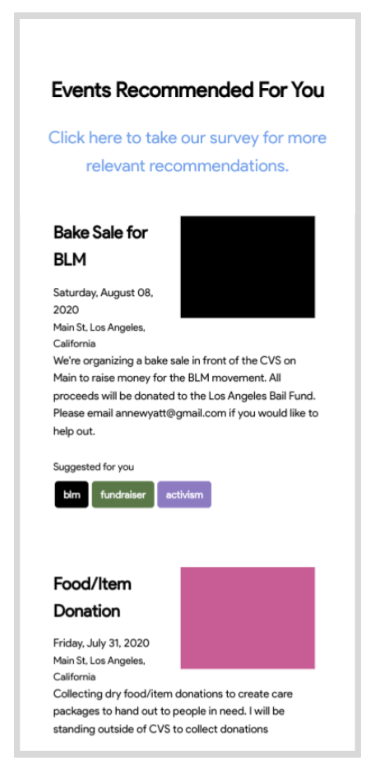 Events Recommended For You
Click here to take our survey for more
relevant recommendations.
Bake Sale for
BLM
Saturday, August 08,
2020
Main St, Los Angeles,
California
We're organizing a bake sale in front of the CVS on
Main to raise money for the BLM movement. All
proceeds will be donated to the Los Angeles Bail Fund.
Please email annewyatt@gmail.com if you would like to
help out.
Suggested for you
blm fundraiser activism
Food/Item
Donation
Friday, July 31, 2020
Main St, Los Angeles,
California
Collecting dry food/item donations to create care
packages to hand out to people in need. I will be
standing outside of CVS to collect donations